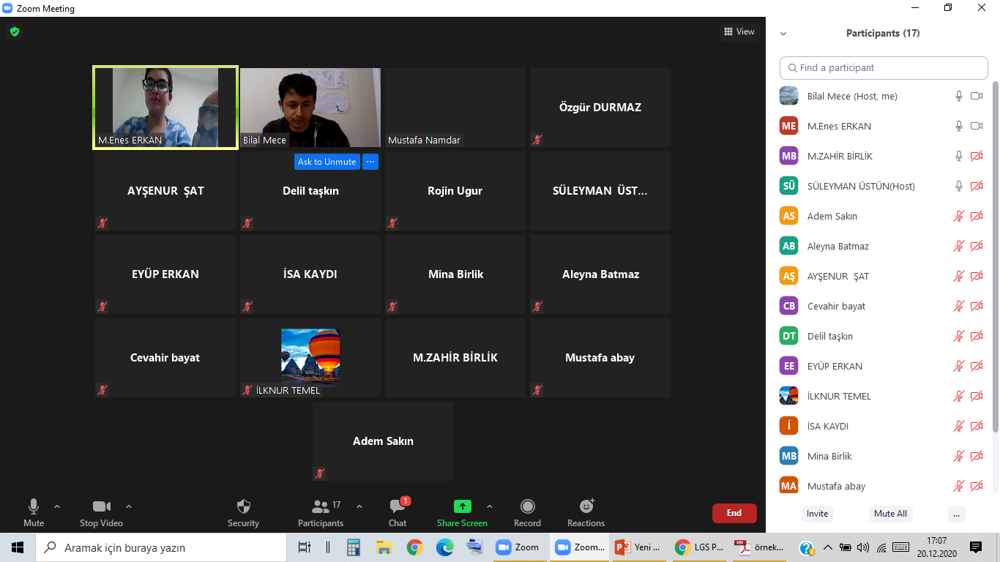 Zoom Meeting
View
M.Enes ERKAN
Bilal Mece
Mustafa Namdar
Özgür DURMAZ
Ask to Unmute ...
AYŞENUR ŞAT
Delil taşkın
Rojin Ugur
SÜLEYMAN ÜST...
EYÜP ERKAN
İSA KAYDI
Mina Birlik
Aleyna Batmaz
Cevahir bayat
İLKNUR TEMEL
M.ZAHİR BİRLİK
Mustafa abay
Adem Sakın
Mute
Stop Video
Security
17
Participants
1
Chat
Share Screen
Record
Reactions
End
Participants (17)
Find a participant
Bilal Mece (Host, me)
ME M.Enes ERKAN
MB M.ZAHİR BİRLİK
SÜ SÜLEYMAN ÜSTÜN(Host)
AS Adem Sakın
AB Aleyna Batmaz
AŞ AYŞENUR ŞAT
CB Cevahir bayat
DT Delil taşkın
EE EYÜP ERKAN
İLKNUR TEMEL
İ İSA KAYDI
MB Mina Birlik
MA Mustafa abay
Invite
Mute All
...
Aramak için buraya yazın
Zoom
Zoom...
Yeni ...
LGS P...
örnek...
17:07
20.12.2020